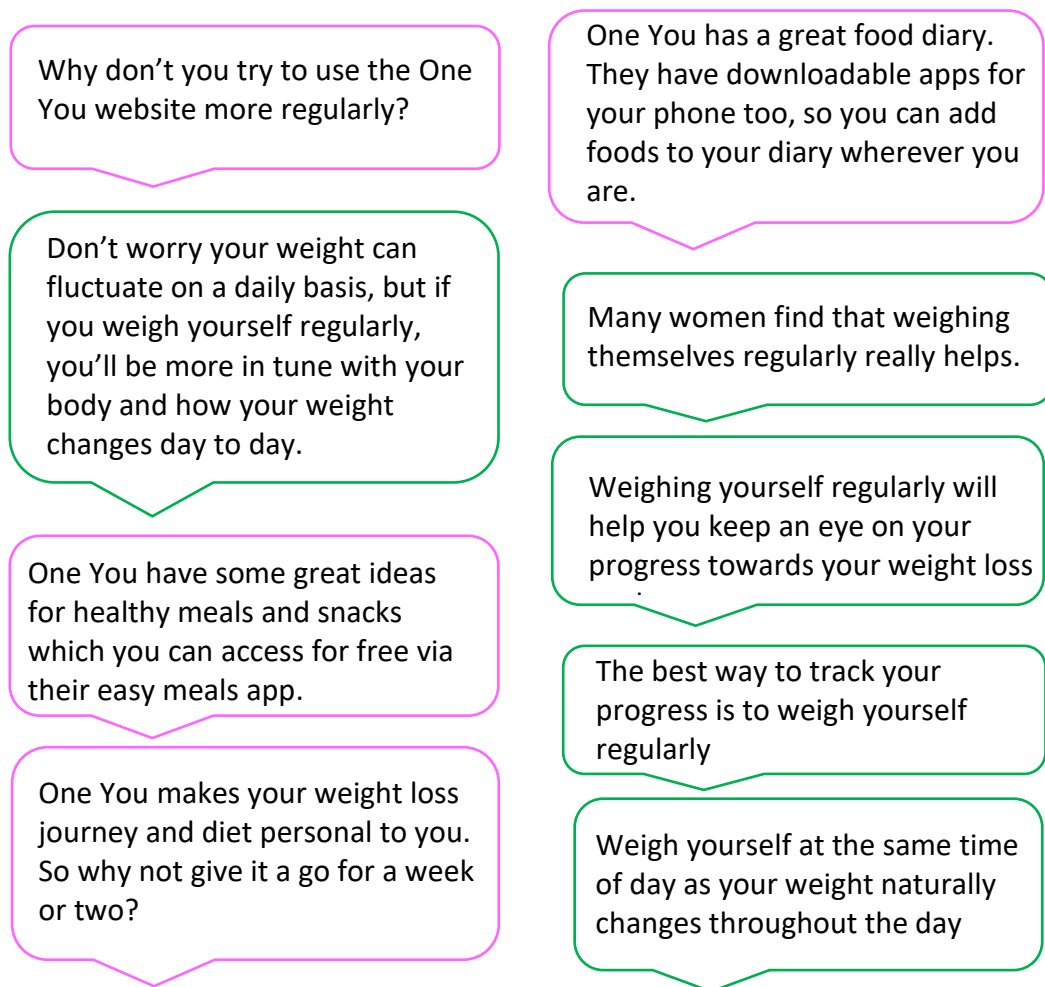 Why don’t you try to use the One
You website more regularly?
Don’t worry your weight can
fluctuate on a daily basis, but if
you weigh yourself regularly,
you’ll be more in tune with your
body and how your weight
changes day to day.
One You have some great ideas
for healthy meals and snacks
which you can access for free via
their easy meals app.
One You makes your weight loss
journey and diet personal to you.
So why not give it a go for a week
or two?
One You has a great food diary.
They have downloadable apps for
your phone too, so you can add
foods to your diary wherever you
are.
Many women find that weighing
themselves regularly really helps.
Weighing yourself regularly will
help you keep an eye on your
progress towards your weight loss
The best way to track your
progress is to weigh yourself
regularly
Weigh yourself at the same time
of day as your weight naturally
changes throughout the day